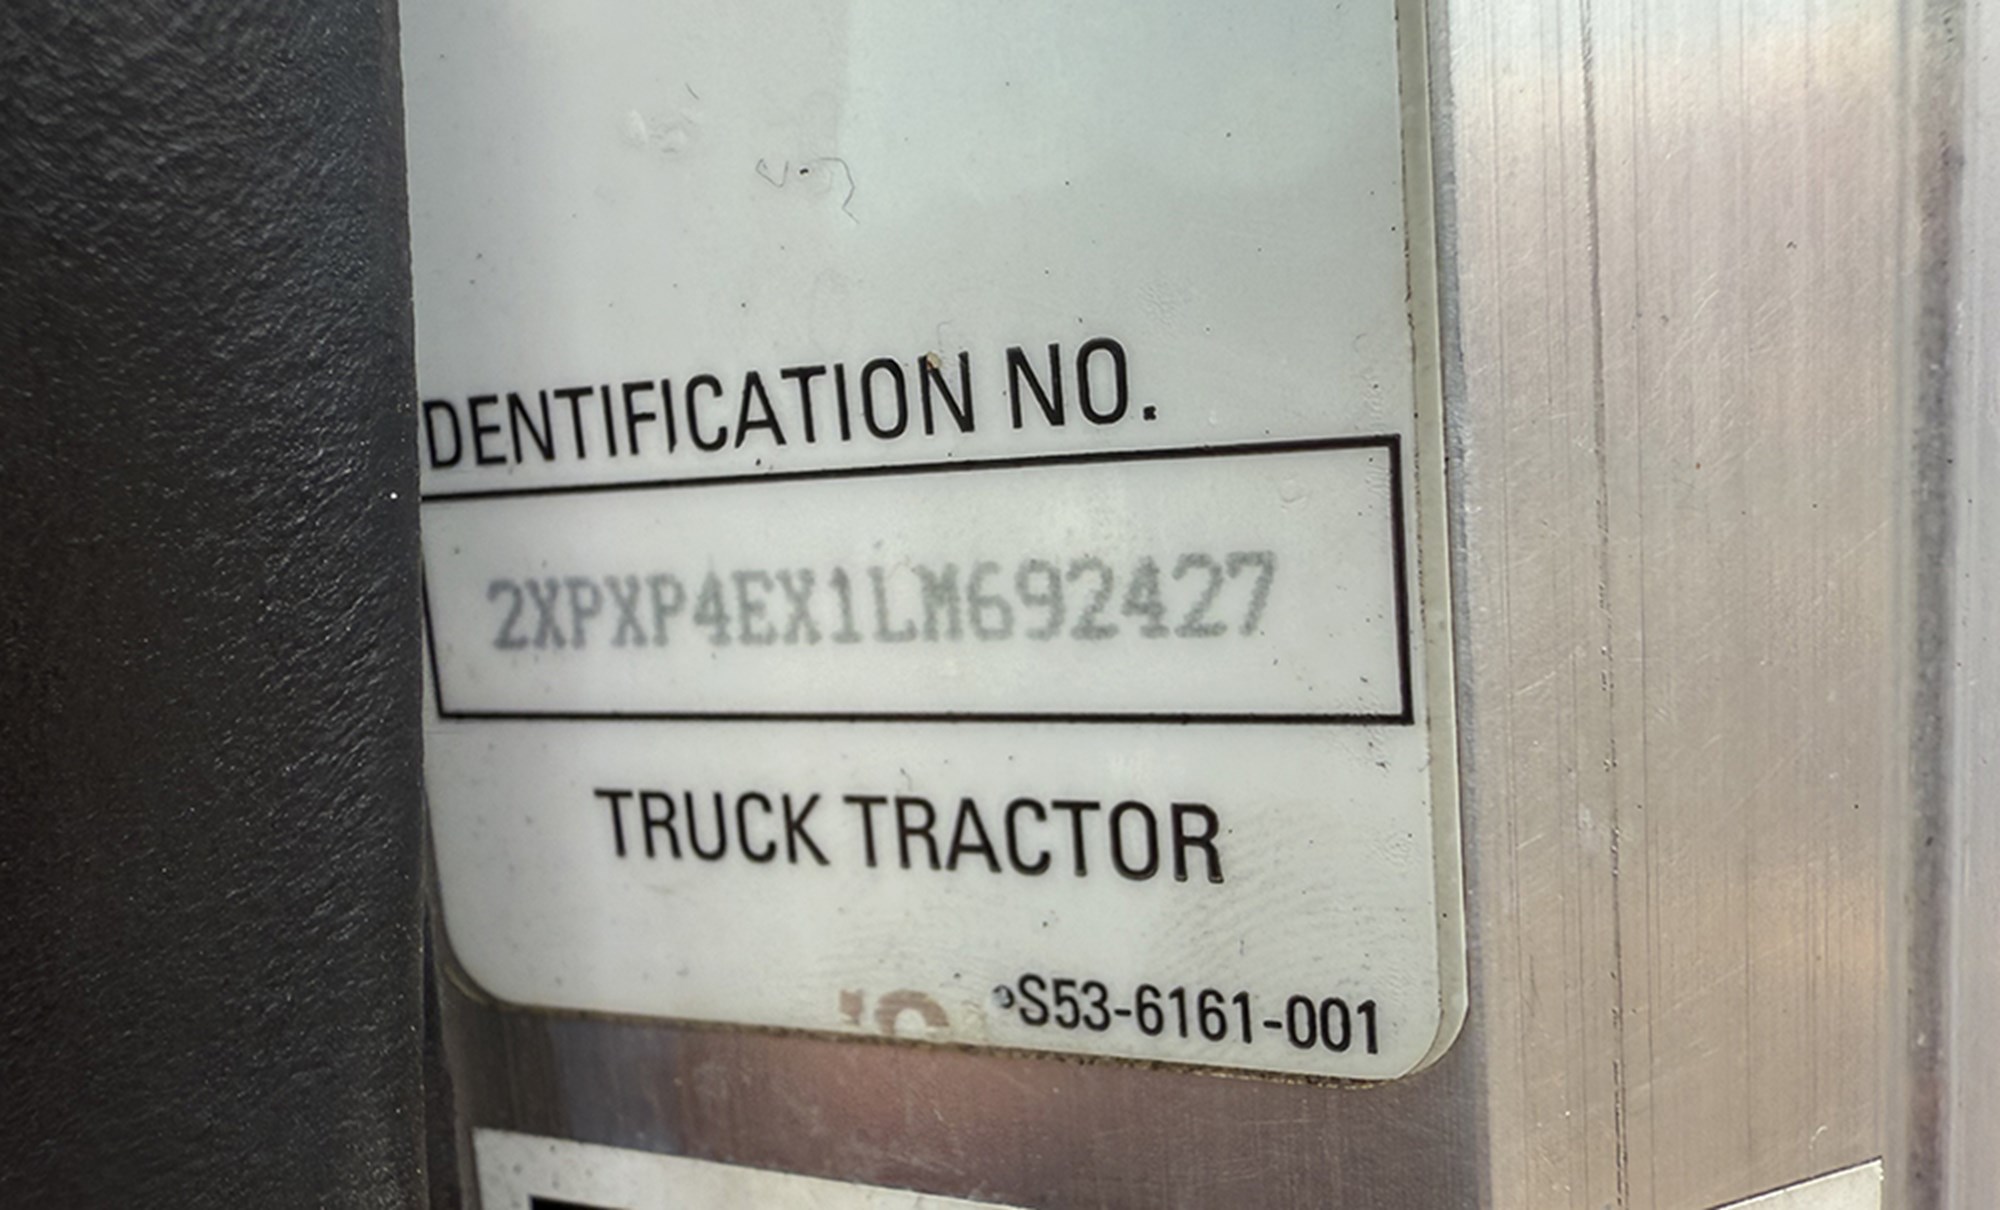 DENTIFICATION NO.
2XPXP4EX1LM692427
TRUCK TRACTOR
S53-6161-001